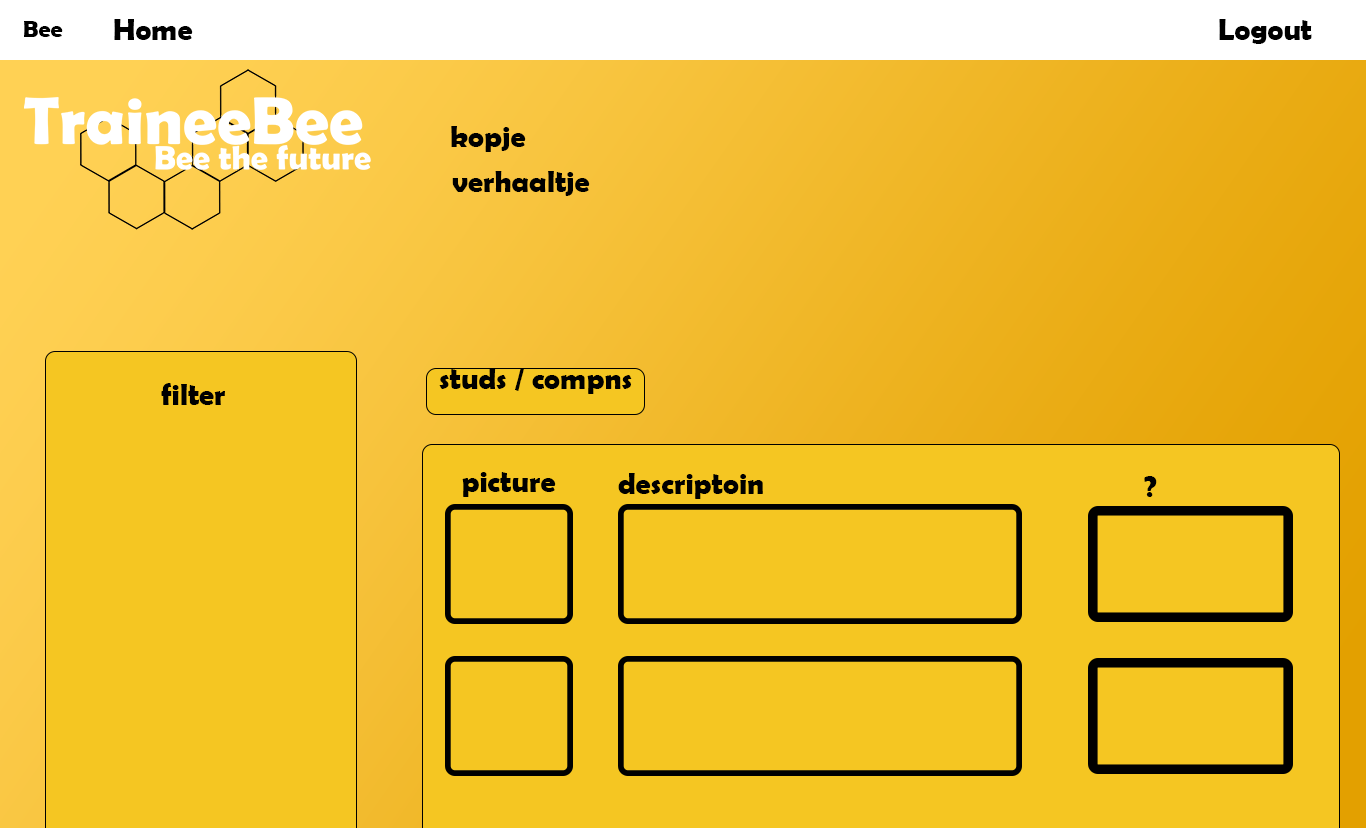 Bee Home Logout
TraineeBee
Bee the future
kopje
verhaaltje
filter
studs / compns
picture descriptoin ?